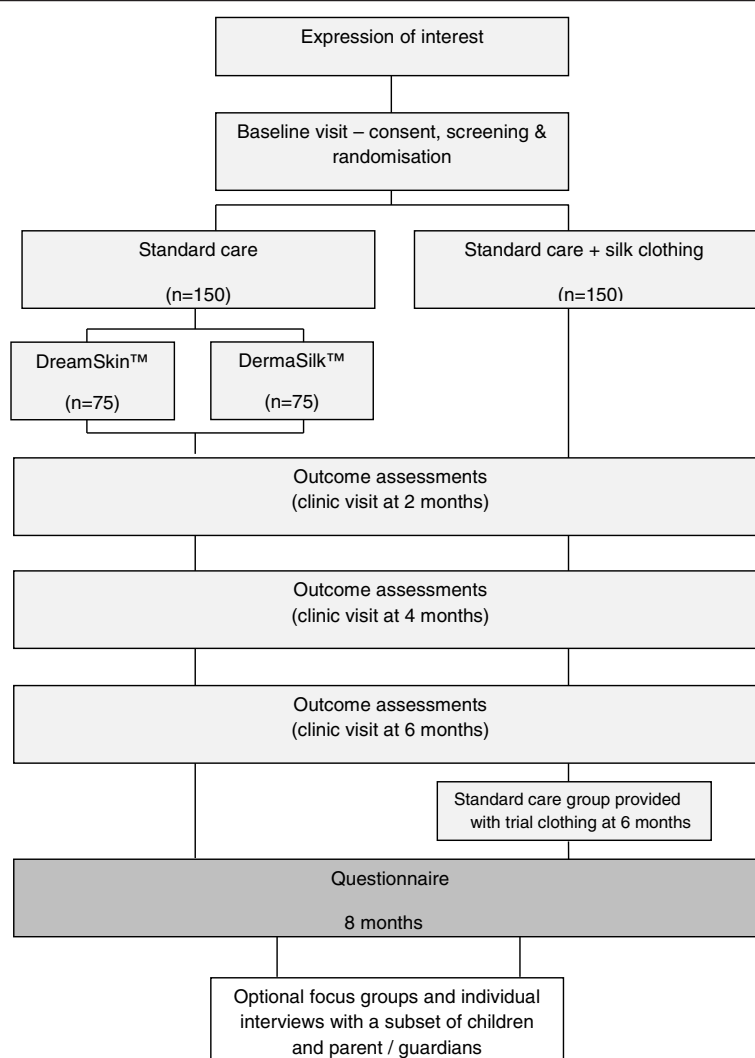 Expression of interest
Baseline visit – consent, screening &
randomisation
Standard care
(n=150)
Standard care + silk clothing
(n=150)
DreamSkin™
(n=75)
DermaSilk™
(n=75)
Outcome assessments
(clinic visit at 2 months)
Outcome assessments
(clinic visit at 4 months)
Outcome assessments
(clinic visit at 6 months)
Standard care group provided
with trial clothing at 6 months
Questionnaire
8 months
Optional focus groups and individual
interviews with a subset of children
and parent / guardians